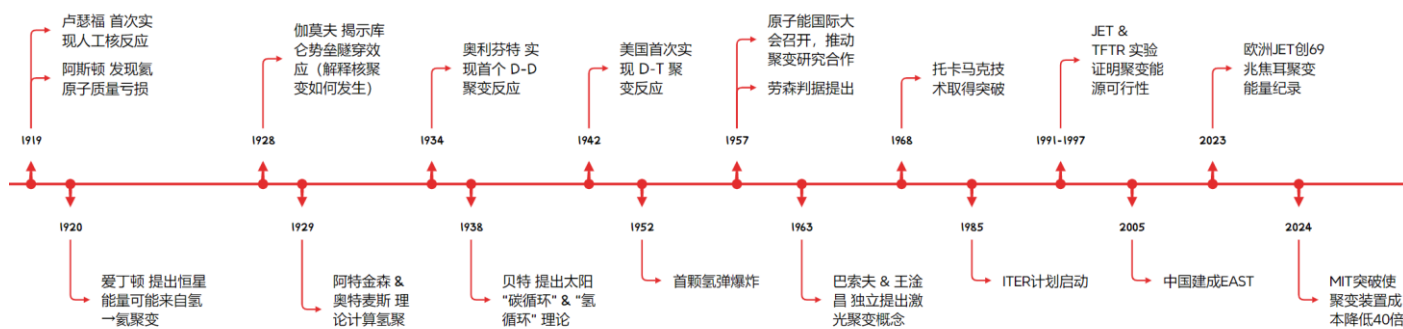 卢瑟福 首次实
现人工核反应
阿斯顿 发现氦
原子质量亏损
1919
伽莫夫 揭示库
仑势垒隧穿效
应（解释核聚
变如何发生）
1928
奥利芬特 实
现首个 D-D
聚变反应
1934
美国首次实
现 D-T 聚
变反应
1942
原子能国际大
会召开，推动
聚变研究合作
劳森判据提出
1957
托卡马克技
术取得突破
1968
JET &
TFTR 实验
证明聚变能
源可行性
1991-1997
欧洲JET创69
兆焦耳聚变
能量纪录
2023
1920
爱丁顿 提出恒星
能量可能来自氢
→氦聚变
1929
阿特金森 &
奥特麦斯 理
论计算氢聚
1938
贝特 提出太阳
"碳循环" & "氢
循环" 理论
1952
首颗氢弹爆炸
1963
巴索夫 & 王淦
昌 独立提出激
光聚变概念
1985
ITER计划启动
2005
中国建成EAST
2024
MIT突破使
聚变装置成
本降低40倍